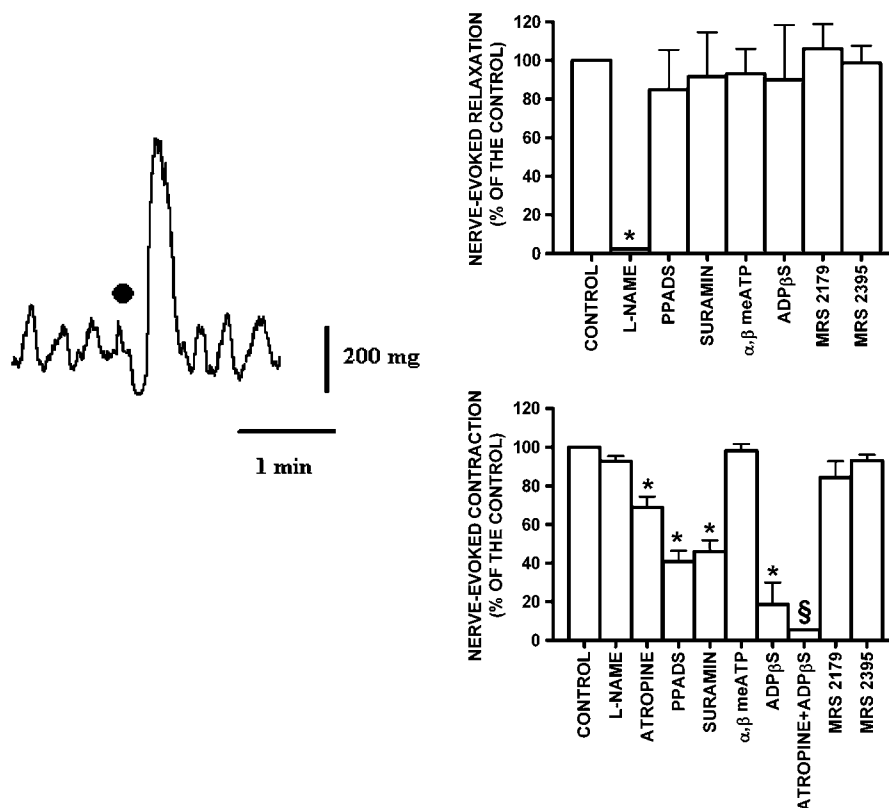 200 mg
1 min
NERVE-EVOKED RELAXATION
(% OF THE CONTROL)
120
100
80
60
40
20
0
*
CONTROL
L-NAME
PPADS
SURAMIN
α,β meATP
ADPβS
MRS 2179
MRS 2395
NERVE-EVOKED CONTRACTION
(% OF THE CONTROL)
120
100
80
60
40
20
0
*
*
*
*
§
CONTROL
L-NAME
ATROPINE
PPADS
SURAMIN
α,β meATP
ADPβS
ATROPINE+ADPβS
MRS 2179
MRS 2395